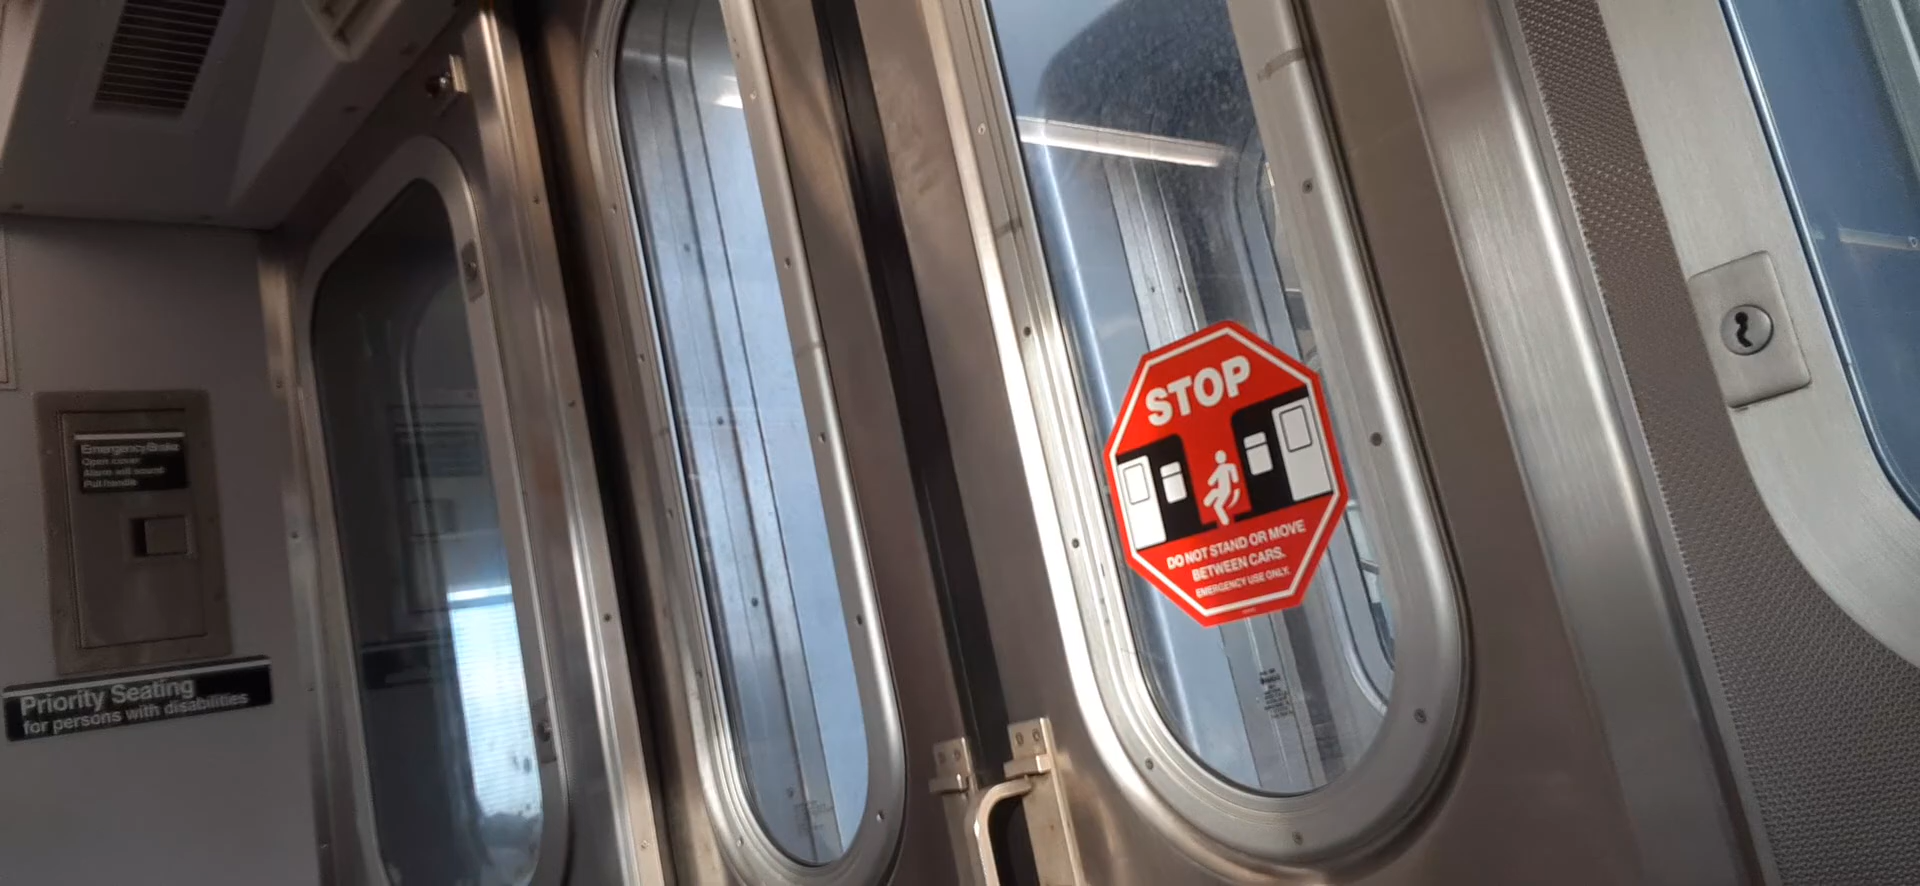 Emergency Brake
Open cover
Alarm will sound
Pull handle
Priority Seating
for persons with disabilities
STOP
DO NOT STAND OR MOVE
BETWEEN CARS.
EMERGENCY USE ONLY.